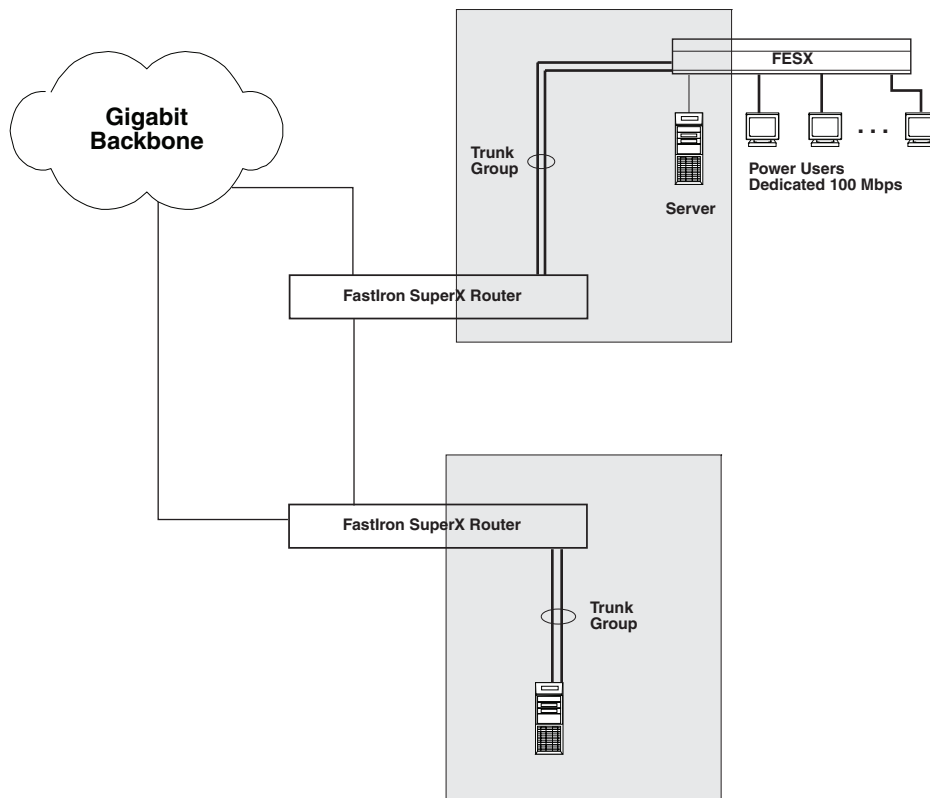 FESX
Gigabit
Backbone
Trunk
Group
Server
Power Users
Dedicated 100 Mbps
...
FastIron SuperX Router
FastIron SuperX Router
Trunk
Group